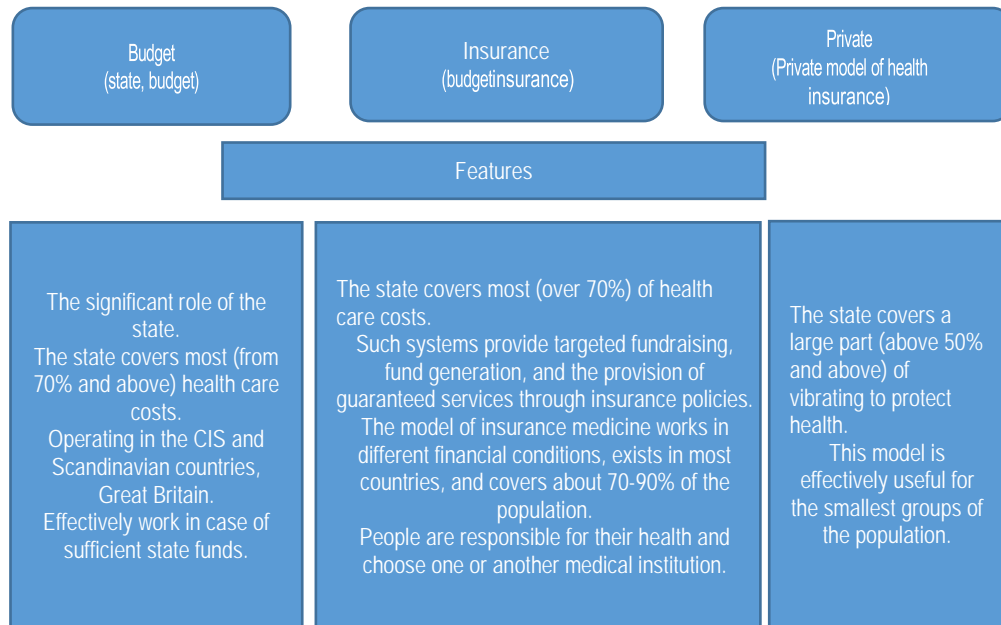 Budget
(state, budget)
Insurance
(budgetinsurance)
Private
(Private model of health
insurance)
Features
The significant role of the
state.
The state covers most (from
70% and above) health care
costs.
Operating in the CIS and
Scandinavian countries,
Great Britain.
Effectively work in case of
sufficient state funds.
The state covers most (over 70%) of health
care costs.
Such systems provide targeted fundraising,
fund generation, and the provision of
guaranteed services through insurance policies.
The model of insurance medicine works in
different financial conditions, exists in most
countries, and covers about 70-90% of the
population.
People are responsible for their health and
choose one or another medical institution.
The state covers a
large part (above 50%
and above) of
vibrating to protect
health.
This model is
effectively useful for
the smallest groups of
the population.